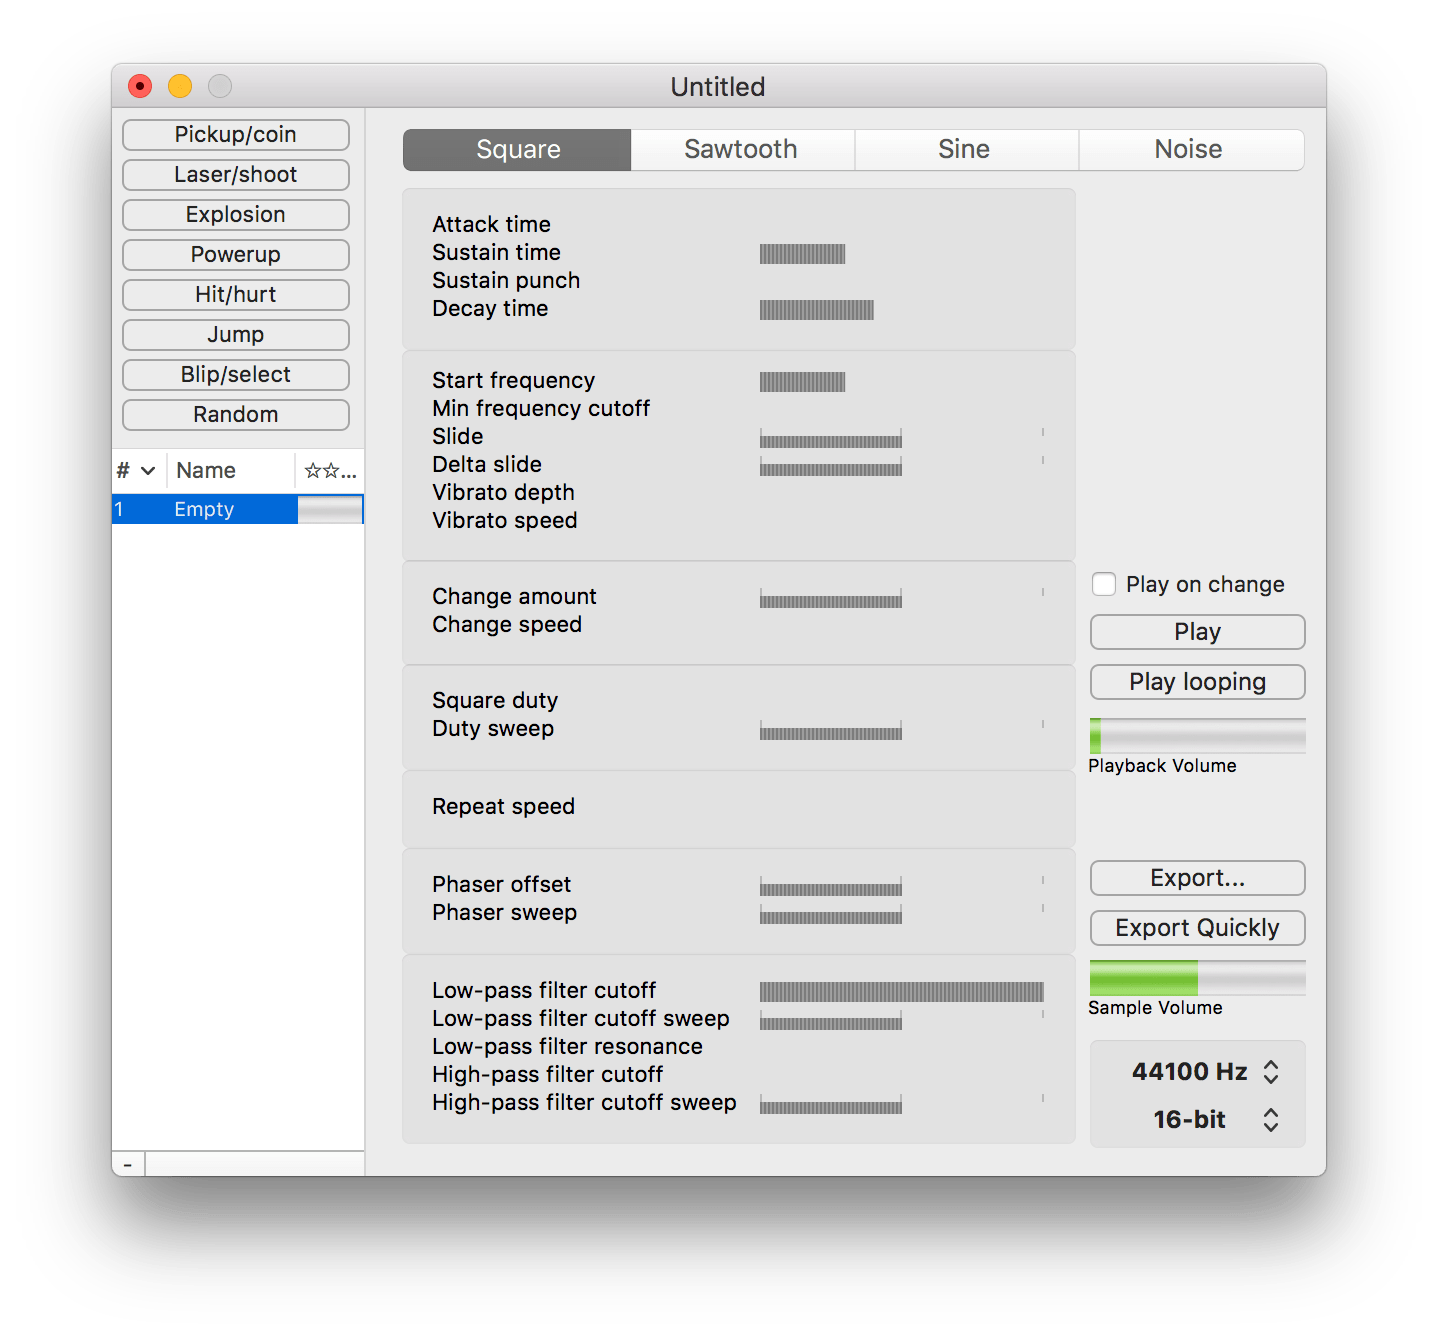 Untitled
Pickup/coin
Laser/shoot
Explosion
Powerup
Hit/hurt
Jump
Blip/select
Random
# Name ☆☆...
1 Empty
-
Square Sawtooth Sine Noise
Attack time
Sustain time
Sustain punch
Decay time
Start frequency
Min frequency cutoff
Slide
Delta slide
Vibrato depth
Vibrato speed
Change amount
Change speed
Square duty
Duty sweep
Repeat speed
Phaser offset
Phaser sweep
Low-pass filter cutoff
Low-pass filter cutoff sweep
Low-pass filter resonance
High-pass filter cutoff
High-pass filter cutoff sweep
Play on change
Play
Play looping
Playback Volume
Export...
Export Quickly
Sample Volume
44100 Hz
16-bit